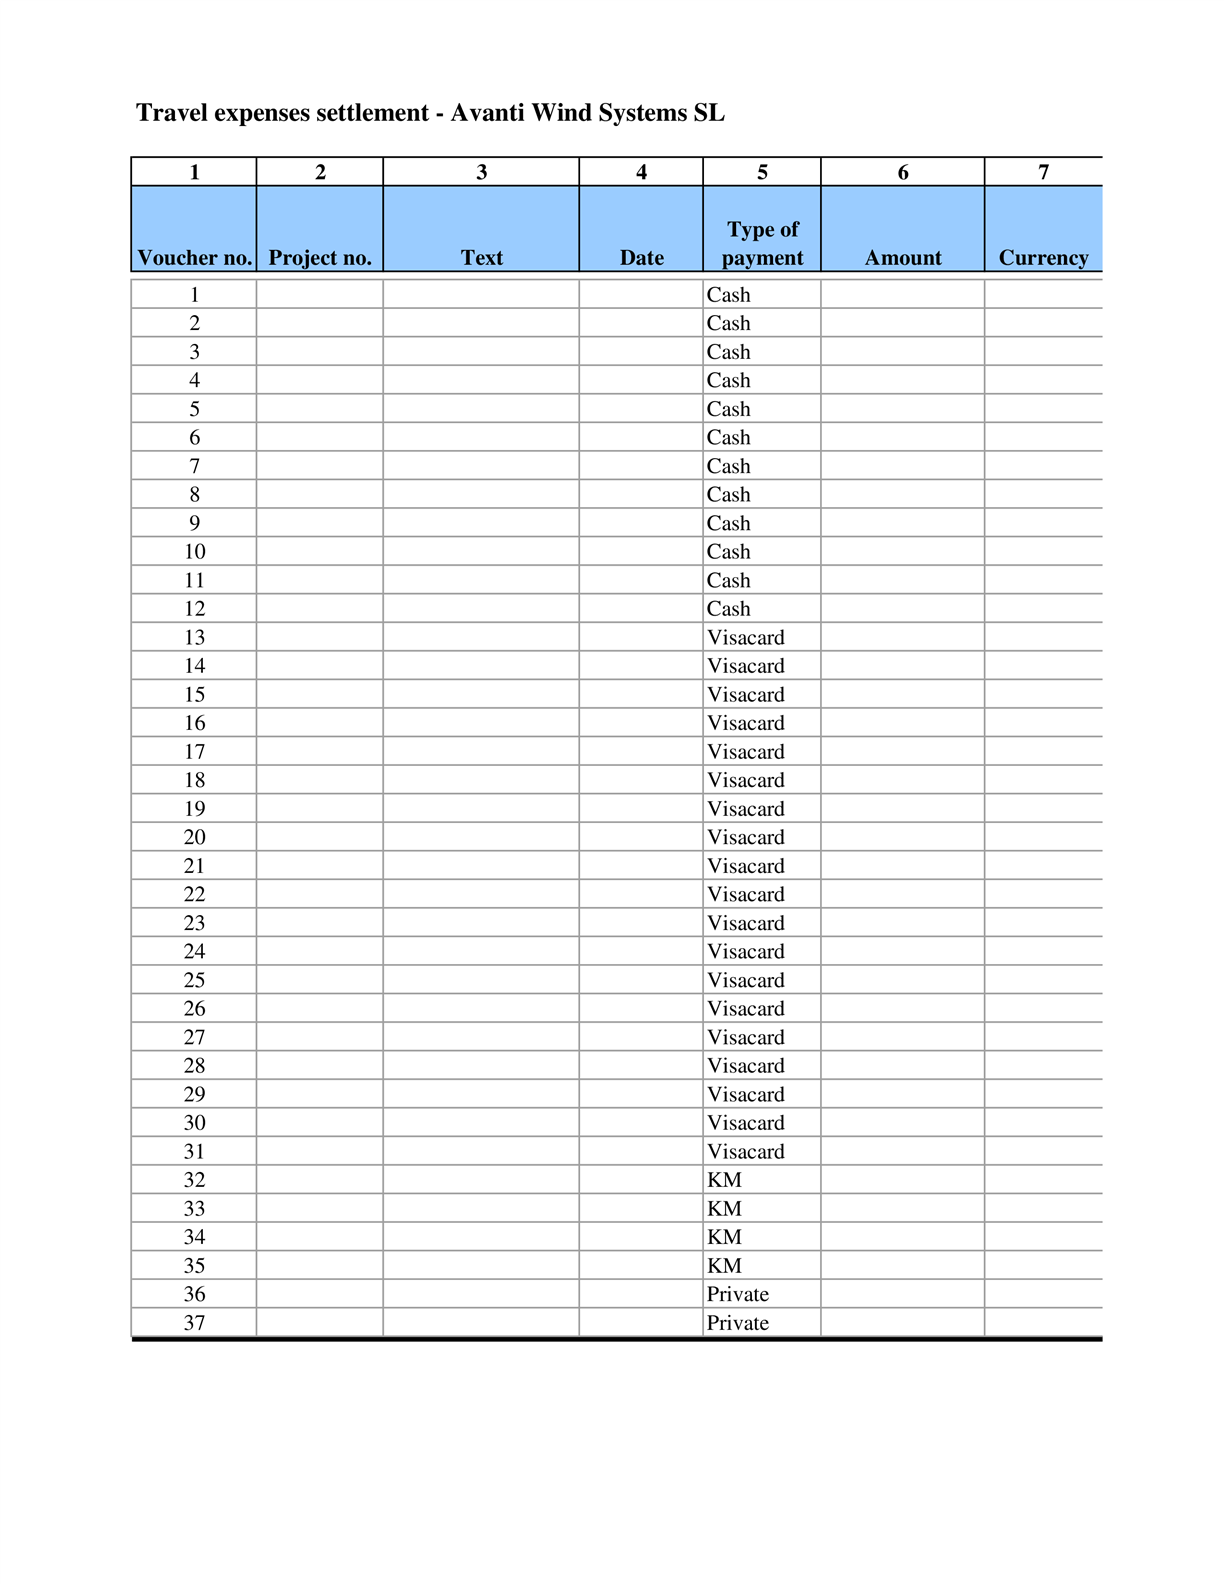 Travel expenses settlement - Avanti Wind Systems SL
1 2 3 4 5 6 7
Voucher no. Project no. Text Date Type of payment Amount Currency
1 Cash
2 Cash
3 Cash
4 Cash
5 Cash
6 Cash
7 Cash
8 Cash
9 Cash
10 Cash
11 Cash
12 Cash
13 Visacard
14 Visacard
15 Visacard
16 Visacard
17 Visacard
18 Visacard
19 Visacard
20 Visacard
21 Visacard
22 Visacard
23 Visacard
24 Visacard
25 Visacard
26 Visacard
27 Visacard
28 Visacard
29 Visacard
30 Visacard
31 Visacard
32 KM
33 KM
34 KM
35 KM
36 Private
37 Private